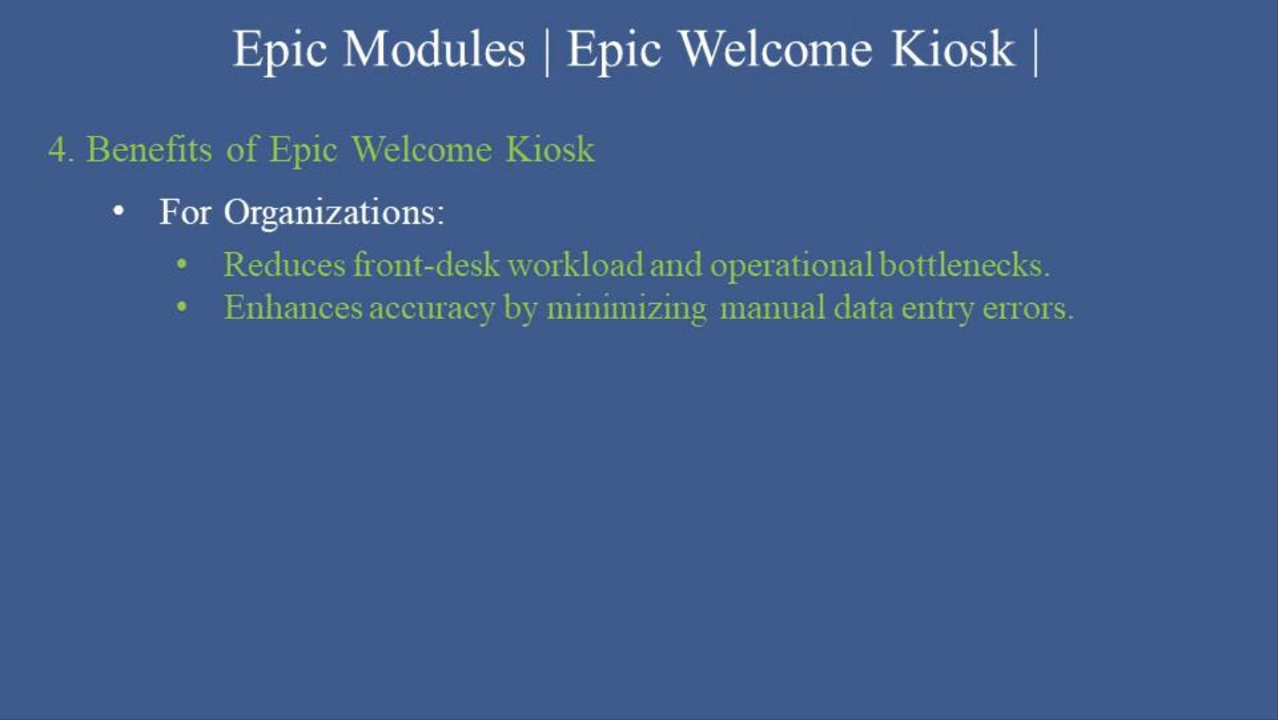 Epic Modules | Epic Welcome Kiosk |
4. Benefits of Epic Welcome Kiosk
• For Organizations:
• Reduces front-desk workload and operational bottlenecks.
• Enhances accuracy by minimizing manual data entry errors.